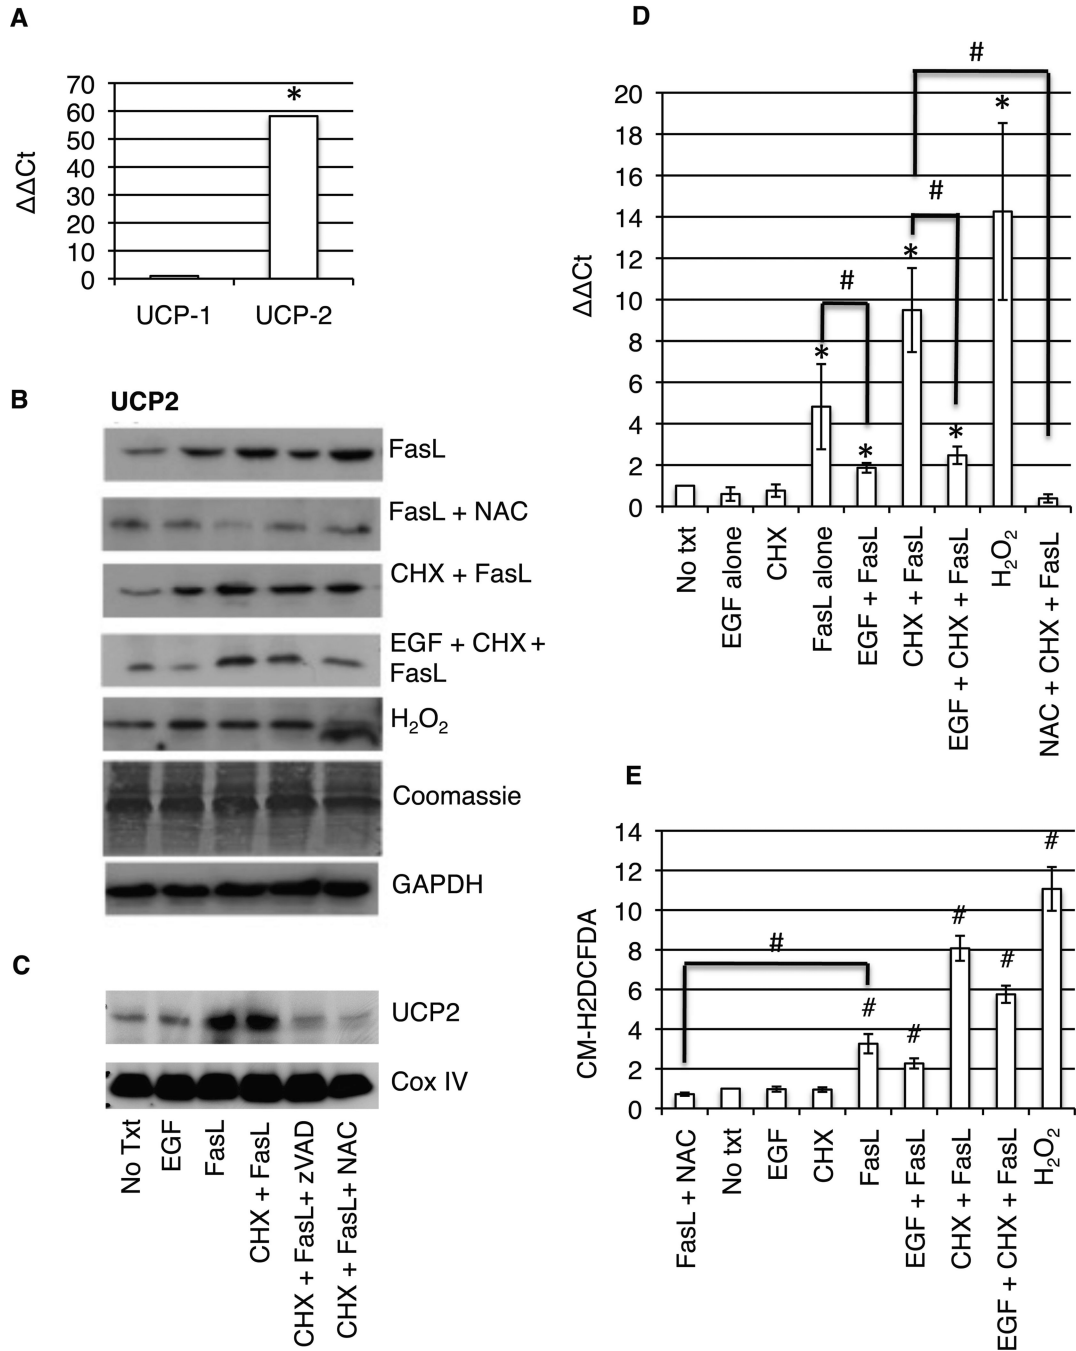 A
70
60
50
40
30
20
10
0
ΔΔCt
*
UCP-1
UCP-2
B
UCP2
FasL
FasL + NAC
CHX + FasL
EGF + CHX +
FasL
H₂O₂
Coomassie
GAPDH
C
UCP2
Cox IV
No Txt
EGF
FasL
CHX + FasL
CHX + FasL+ zVAD
CHX + FasL+ NAC
D
20
18
16
14
12
10
8
6
4
2
0
ΔΔCt
#
*
#
*
#
*
*
*
No txt
EGF alone
CHX
FasL alone
EGF + FasL
CHX + FasL
EGF + CHX + FasL
H₂O₂
NAC + CHX + FasL
E
14
12
10
8
6
4
2
0
CM-H2DCFDA
#
#
#
#
#
#
FasL + NAC
No txt
EGF
CHX
FasL
EGF + FasL
CHX + FasL
EGF + CHX + FasL
H₂O₂